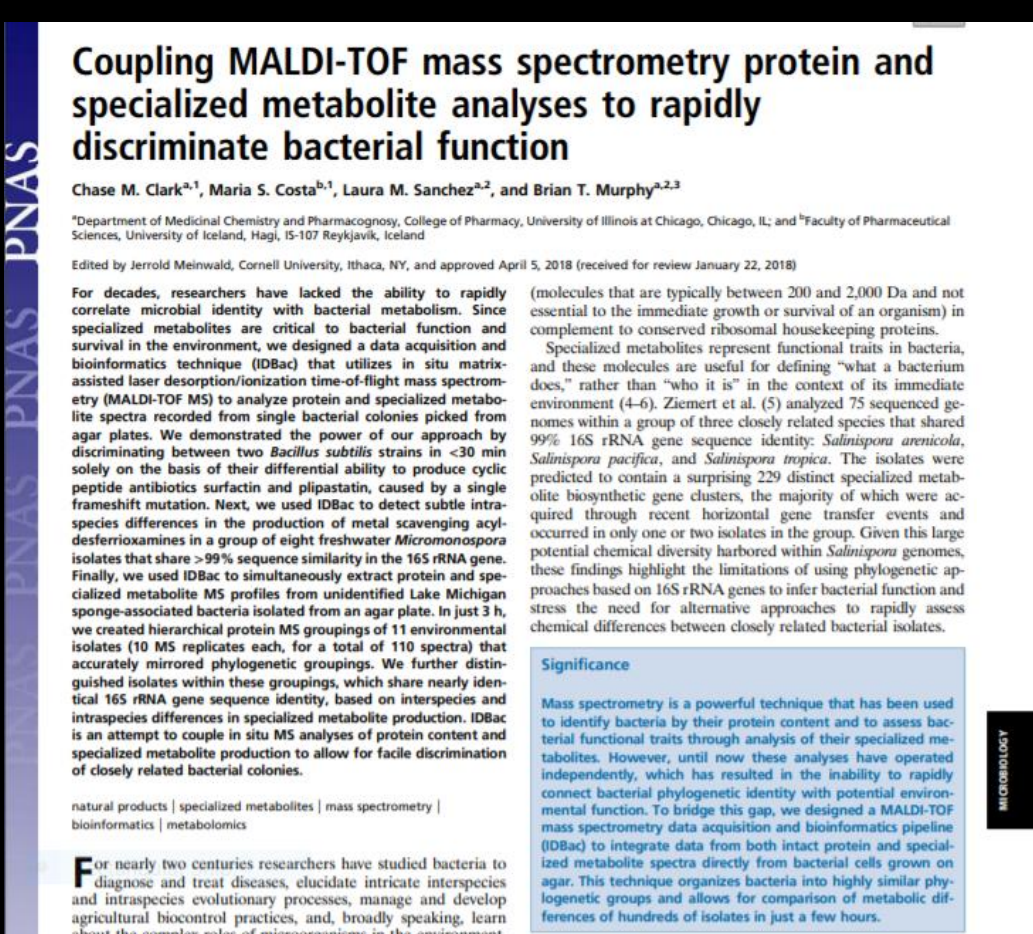 PNAS PNAS PNAS PNAS
Coupling MALDI-TOF mass spectrometry protein and
specialized metabolite analyses to rapidly
discriminate bacterial function
Chase M. Clark^a,1, Maria S. Costa^b,1, Laura M. Sanchez^a,2, and Brian T. Murphy^a,2,3
^aDepartment of Medicinal Chemistry and Pharmacognosy, College of Pharmacy, University of Illinois at Chicago, Chicago, IL; and ^bFaculty of Pharmaceutical
Sciences, University of Iceland, Hagi, IS-107 Reykjavík, Iceland
Edited by Jerrold Meinwald, Cornell University, Ithaca, NY, and approved April 5, 2018 (received for review January 22, 2018)
For decades, researchers have lacked the ability to rapidly
correlate microbial identity with bacterial metabolism. Since
specialized metabolites are critical to bacterial function and
survival in the environment, we designed a data acquisition and
bioinformatics technique (IDBac) that utilizes in situ matrix-
assisted laser desorption/ionization time-of-flight mass spectrom-
etry (MALDI-TOF MS) to analyze protein and specialized metabo-
lite spectra recorded from single bacterial colonies picked from
agar plates. We demonstrated the power of our approach by
discriminating between two Bacillus subtilis strains in <30 min
solely on the basis of their differential ability to produce cyclic
peptide antibiotics surfactin and plipastatin, caused by a single
frameshift mutation. Next, we used IDBac to detect subtle intra-
species differences in the production of metal scavenging acyl-
desferrioxamines in a group of eight freshwater Micromonospora
isolates that share >99% sequence similarity in the 16S rRNA gene.
Finally, we used IDBac to simultaneously extract protein and spe-
cialized metabolite MS profiles from unidentified Lake Michigan
sponge-associated bacteria isolated from an agar plate. In just 3 h,
we created hierarchical protein MS groupings of 11 environmental
isolates (10 MS replicates each, for a total of 110 spectra) that
accurately mirrored phylogenetic groupings. We further distin-
guished isolates within these groupings, which share nearly iden-
tical 16S rRNA gene sequence identity, based on interspecies and
intraspecies differences in specialized metabolite production. IDBac
is an attempt to couple in situ MS analyses of protein content and
specialized metabolite production to allow for facile discrimination
of closely related bacterial colonies.
natural products | specialized metabolites | mass spectrometry |
bioinformatics | metabolomics
For nearly two centuries researchers have studied bacteria to
diagnose and treat diseases, elucidate intricate interspecies
and intraspecies evolutionary processes, manage and develop
agricultural biocontrol practices, and, broadly speaking, learn
about the complex roles of microorganisms in the environment.
(molecules that are typically between 200 and 2,000 Da and not
essential to the immediate growth or survival of an organism) in
complement to conserved ribosomal housekeeping proteins.
Specialized metabolites represent functional traits in bacteria,
and these molecules are useful for defining "what a bacterium
does," rather than "who it is" in the context of its immediate
environment (4–6). Ziemert et al. (5) analyzed 75 sequenced ge-
nomes within a group of three closely related species that shared
99% 16S rRNA gene sequence identity: Salinispora arenicola,
Salinispora pacifica, and Salinispora tropica. The isolates were
predicted to contain a surprising 229 distinct specialized metab-
olite biosynthetic gene clusters, the majority of which were ac-
quired through recent horizontal gene transfer events and
occurred in only one or two isolates in the group. Given this large
potential chemical diversity harbored within Salinispora genomes,
these findings highlight the limitations of using phylogenetic ap-
proaches based on 16S rRNA genes to infer bacterial function and
stress the need for alternative approaches to rapidly assess
chemical differences between closely related bacterial isolates.
Significance
Mass spectrometry is a powerful technique that has been used
to identify bacteria by their protein content and to assess bac-
terial functional traits through analysis of their specialized me-
tabolites. However, until now these analyses have operated
independently, which has resulted in the inability to rapidly
connect bacterial phylogenetic identity with potential environ-
mental function. To bridge this gap, we designed a MALDI-TOF
mass spectrometry data acquisition and bioinformatics pipeline
(IDBac) to integrate data from both intact protein and special-
ized metabolite spectra directly from bacterial cells grown on
agar. This technique organizes bacteria into highly similar phy-
logenetic groups and allows for comparison of metabolic dif-
ferences of hundreds of isolates in just a few hours.
MICROBIOLOGY